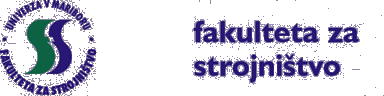 UNIVERZA V MARIBORU
FAKULTETA ZA STROJNIŠTVO
fakulteta za
strojništvo